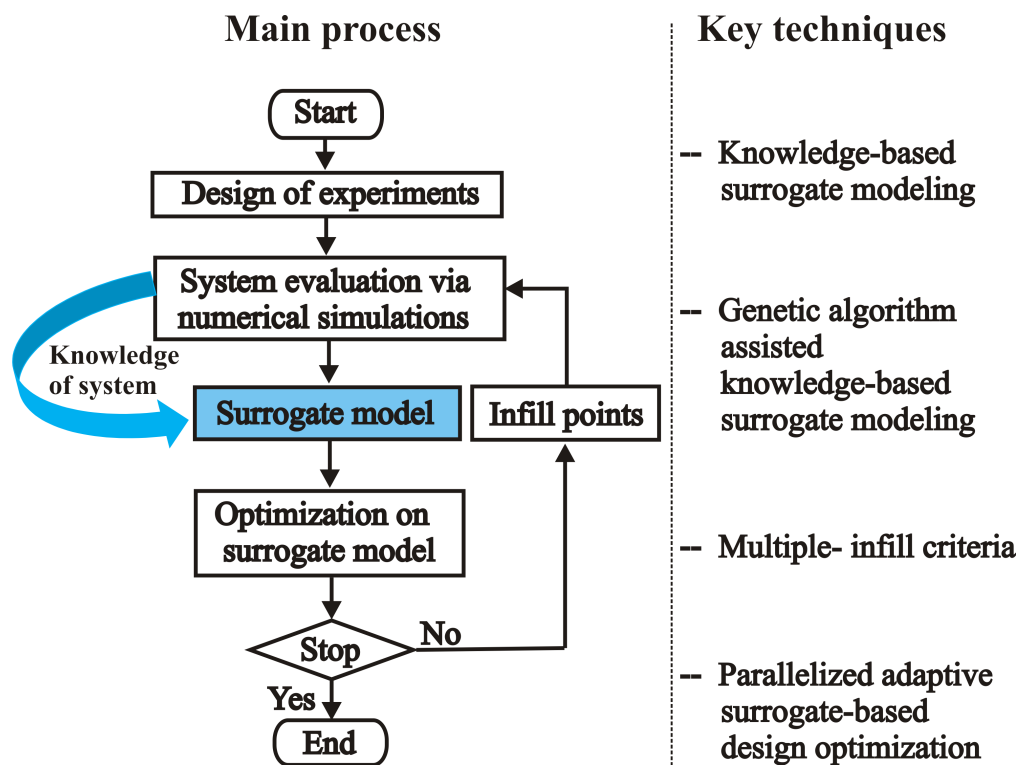 Main process
Start
Design of experiments
System evaluation via
numerical simulations
Knowledge
of system
Surrogate model
Infill points
Optimization on
surrogate model
Stop
No
Yes
End
Key techniques
-- Knowledge-based
surrogate modeling
-- Genetic algorithm
assisted
knowledge-based
surrogate modeling
-- Multiple- infill criteria
-- Parallelized adaptive
surrogate-based
design optimization